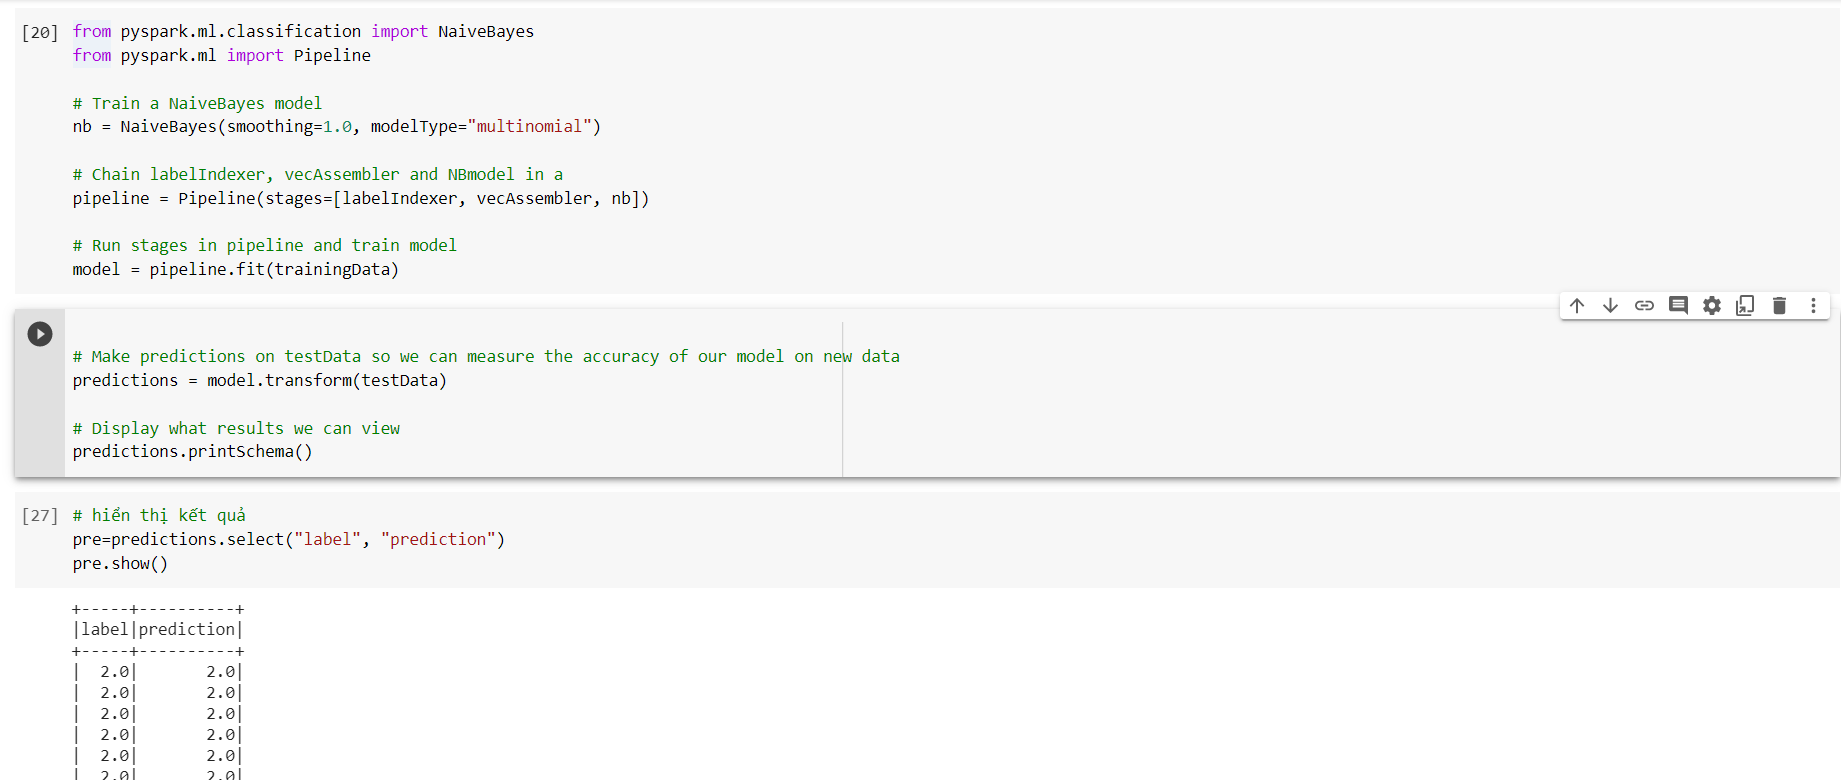 [20] from pyspark.ml.classification import NaiveBayes
from pyspark.ml import Pipeline
# Train a NaiveBayes model
nb = NaiveBayes(smoothing=1.0, modelType="multinomial")
# Chain labelIndexer, vecAssembler and NBmodel in a
pipeline = Pipeline(stages=[labelIndexer, vecAssembler, nb])
# Run stages in pipeline and train model
model = pipeline.fit(trainingData)
# Make predictions on testData so we can measure the accuracy of our model on new data
predictions = model.transform(testData)
# Display what results we can view
predictions.printSchema()
[27] # hiển thị kết quả
pre=predictions.select("label", "prediction")
pre.show()
+-----+----------+
|label|prediction|
+-----+----------+
|  2.0|       2.0|
|  2.0|       2.0|
|  2.0|       2.0|
|  2.0|       2.0|
|  2.0|       2.0|
|  2.0|       2.0|